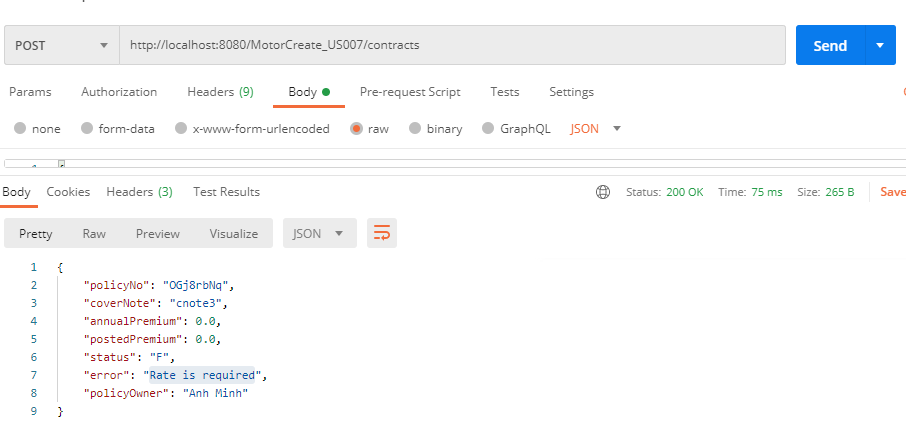 POST http://localhost:8080/MotorCreate_US007/contracts Send
Params Authorization Headers (9) Body Pre-request Script Tests Settings
none form-data x-www-form-urlencoded raw binary GraphQL JSON
Body Cookies Headers (3) Test Results Status: 200 OK Time: 75 ms Size: 265 B Save
Pretty Raw Preview Visualize JSON
1 {
2 "policyNo": "OGj8rbNq",
3 "coverNote": "cnote3",
4 "annualPremium": 0.0,
5 "postedPremium": 0.0,
6 "status": "F",
7 "error": "Rate is required",
8 "policyOwner": "Anh Minh"
9 }